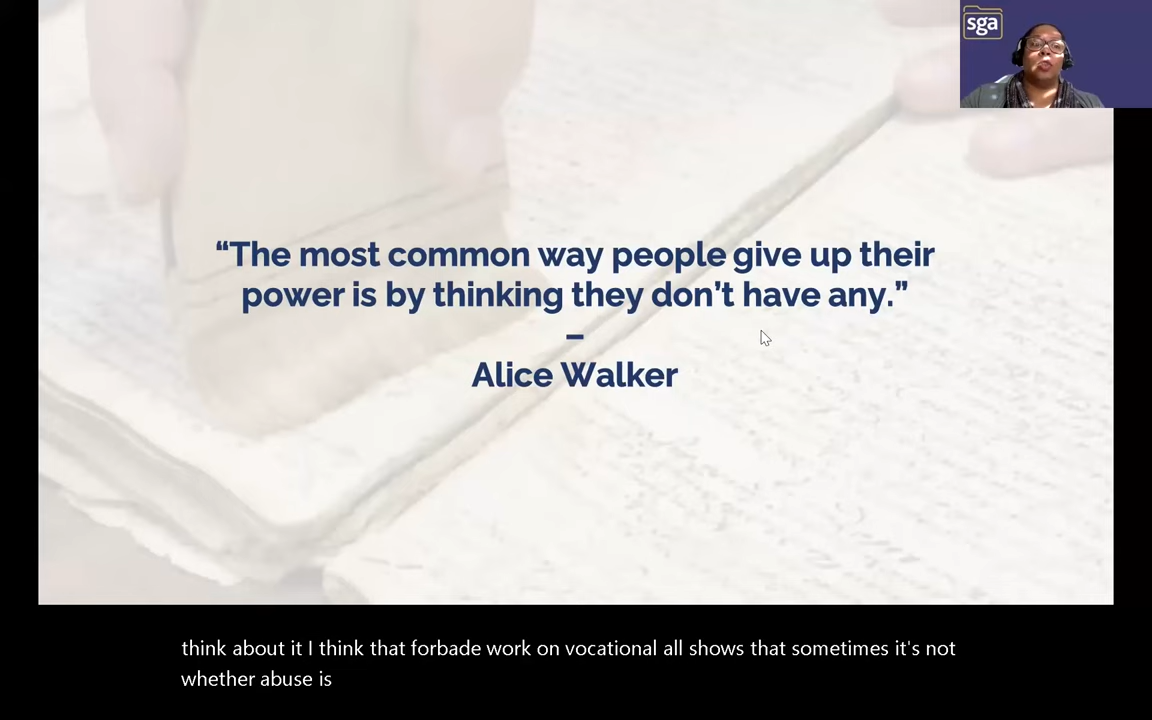 sga
“The most common way people give up their
power is by thinking they don’t have any.”
–
Alice Walker
think about it I think that forbade work on vocational all shows that sometimes it's not
whether abuse is